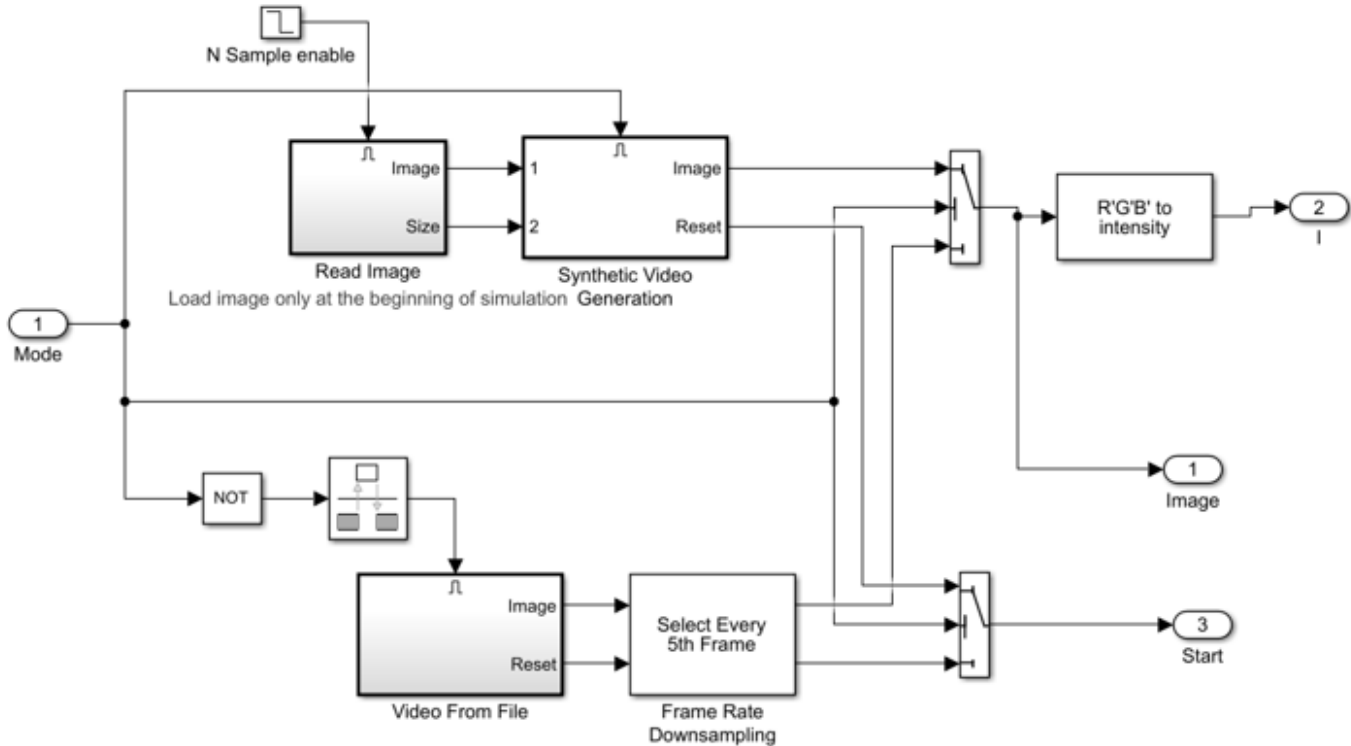 N Sample enable
Image
Size
Read Image
Load image only at the beginning of simulation
1
2
Image
Reset
Synthetic Video
Generation
R'G'B' to
intensity
2
I
1
Mode
1
Image
NOT
Image
Reset
Video From File
Select Every
5th Frame
Frame Rate
Downsampling
3
Start